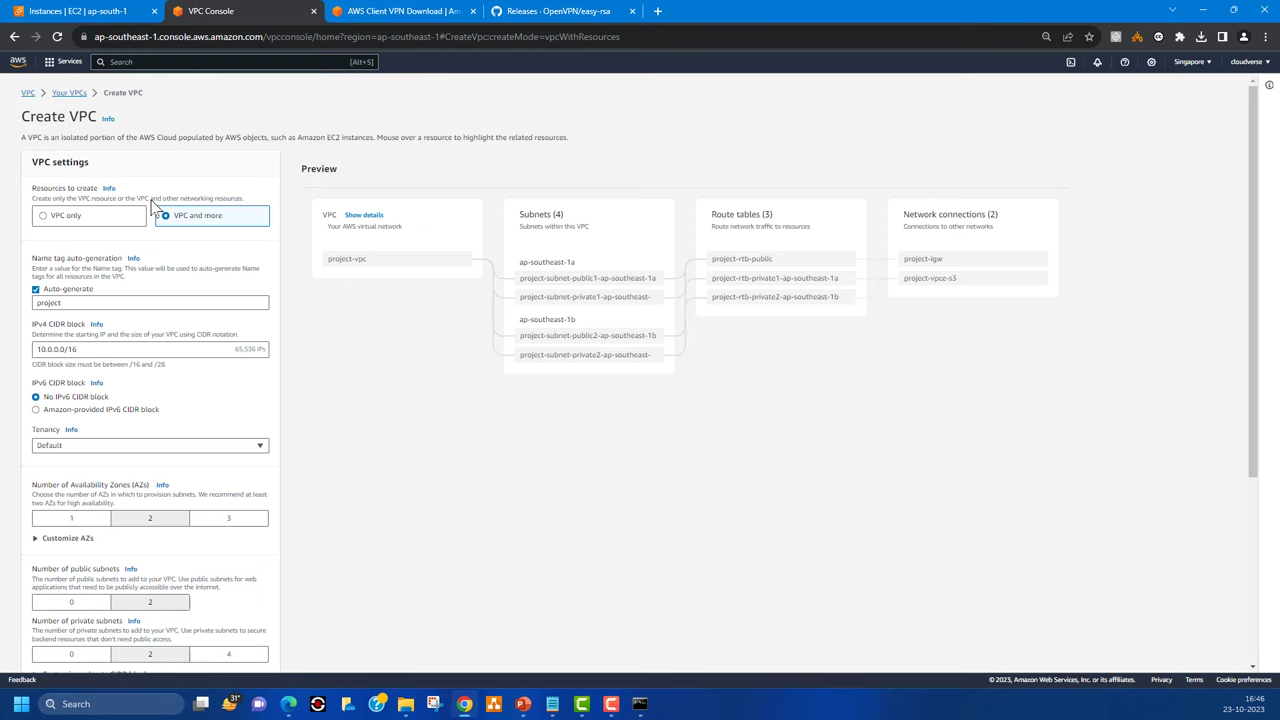 Instances | EC2 | ap-south-1
VPC Console
AWS Client VPN Download | Am
Releases · OpenVPN/easy-rsa
ap-southeast-1.console.aws.amazon.com/vpcconsole/home?region=ap-southeast-1#CreateVpc:createMode=vpcWithResources
aws
Services
Search
[Alt+S]
Singapore
cloudverse
VPC > Your VPCs > Create VPC
Create VPC Info
A VPC is an isolated portion of the AWS Cloud populated by AWS objects, such as Amazon EC2 instances. Mouse over a resource to highlight the related resources.
VPC settings
Resources to create Info
Create only the VPC resource or the VPC and other networking resources.
VPC only
VPC and more
Name tag auto-generation Info
Enter a value for the Name tag. This value will be used to auto-generate Name
tags for all resources in the VPC.
Auto-generate
project
IPv4 CIDR block Info
Determine the starting IP and the size of your VPC using CIDR notation.
10.0.0.0/16
65,536 IPs
CIDR block size must be between /16 and /28.
IPv6 CIDR block Info
No IPv6 CIDR block
Amazon-provided IPv6 CIDR block
Tenancy Info
Default
Number of Availability Zones (AZs) Info
Choose the number of AZs in which to provision subnets. We recommend at least
two AZs for high availability.
1
2
3
Customize AZs
Number of public subnets Info
The number of public subnets to add to your VPC. Use public subnets for web
applications that need to be publicly accessible over the internet.
0
2
Number of private subnets Info
The number of private subnets to add to your VPC. Use private subnets to secure
backend resources that don't need public access.
0
2
4
Preview
VPC Show details
Your AWS virtual network
project-vpc
Subnets (4)
Subnets within this VPC
ap-southeast-1a
project-subnet-public1-ap-southeast-1a
project-subnet-private1-ap-southeast-
ap-southeast-1b
project-subnet-public2-ap-southeast-1b
project-subnet-private2-ap-southeast-
Route tables (3)
Route network traffic to resources
project-rtb-public
project-rtb-private1-ap-southeast-1a
project-rtb-private2-ap-southeast-1b
Network connections (2)
Connections to other networks
project-igw
project-vpce-s3
Feedback
© 2023, Amazon Web Services, Inc. or its affiliates.
Privacy
Terms
Cookie preferences
Search
31°
16:46
23-10-2023